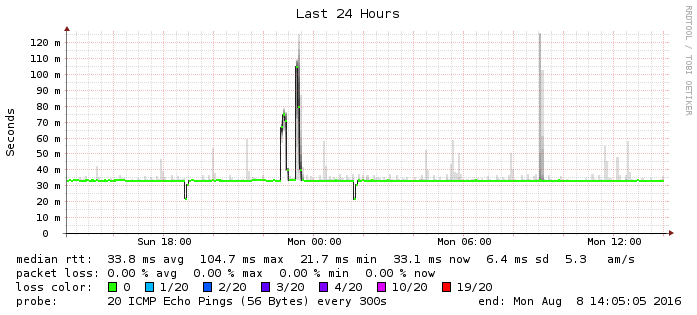 Last 24 Hours
RRDTOOL / TOBI OETIKER
Seconds
120 m
110 m
100 m
90 m
80 m
70 m
60 m
50 m
40 m
30 m
20 m
10 m
0
Sun 18:00 Mon 00:00 Mon 06:00 Mon 12:00
median rtt: 33.8 ms avg 104.7 ms max 21.7 ms min 33.1 ms now 6.4 ms sd 5.3 am/s
packet loss: 0.00 % avg 0.00 % max 0.00 % min 0.00 % now
loss color: 0 1/20 2/20 3/20 4/20 10/20 19/20
probe: 20 ICMP Echo Pings (56 Bytes) every 300s end: Mon Aug 8 14:05:05 2016